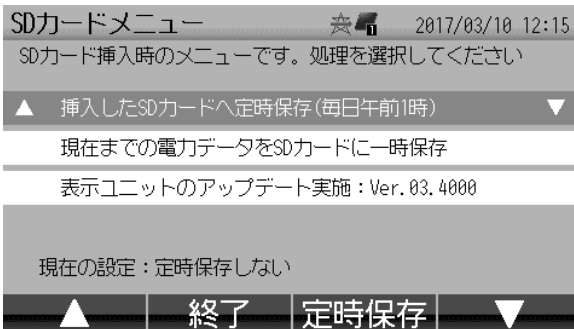 SDカードメニュー 2017/03/10 12:15
SDカード挿入時のメニューです。処理を選択してください
▲ 挿入したSDカードへ定時保存(毎日午前1時) ▼
現在までの電力データをSDカードに一時保存
表示ユニットのアップデート実施：Ver.03.4000
現在の設定：定時保存しない
▲ 終了 定時保存 ▼